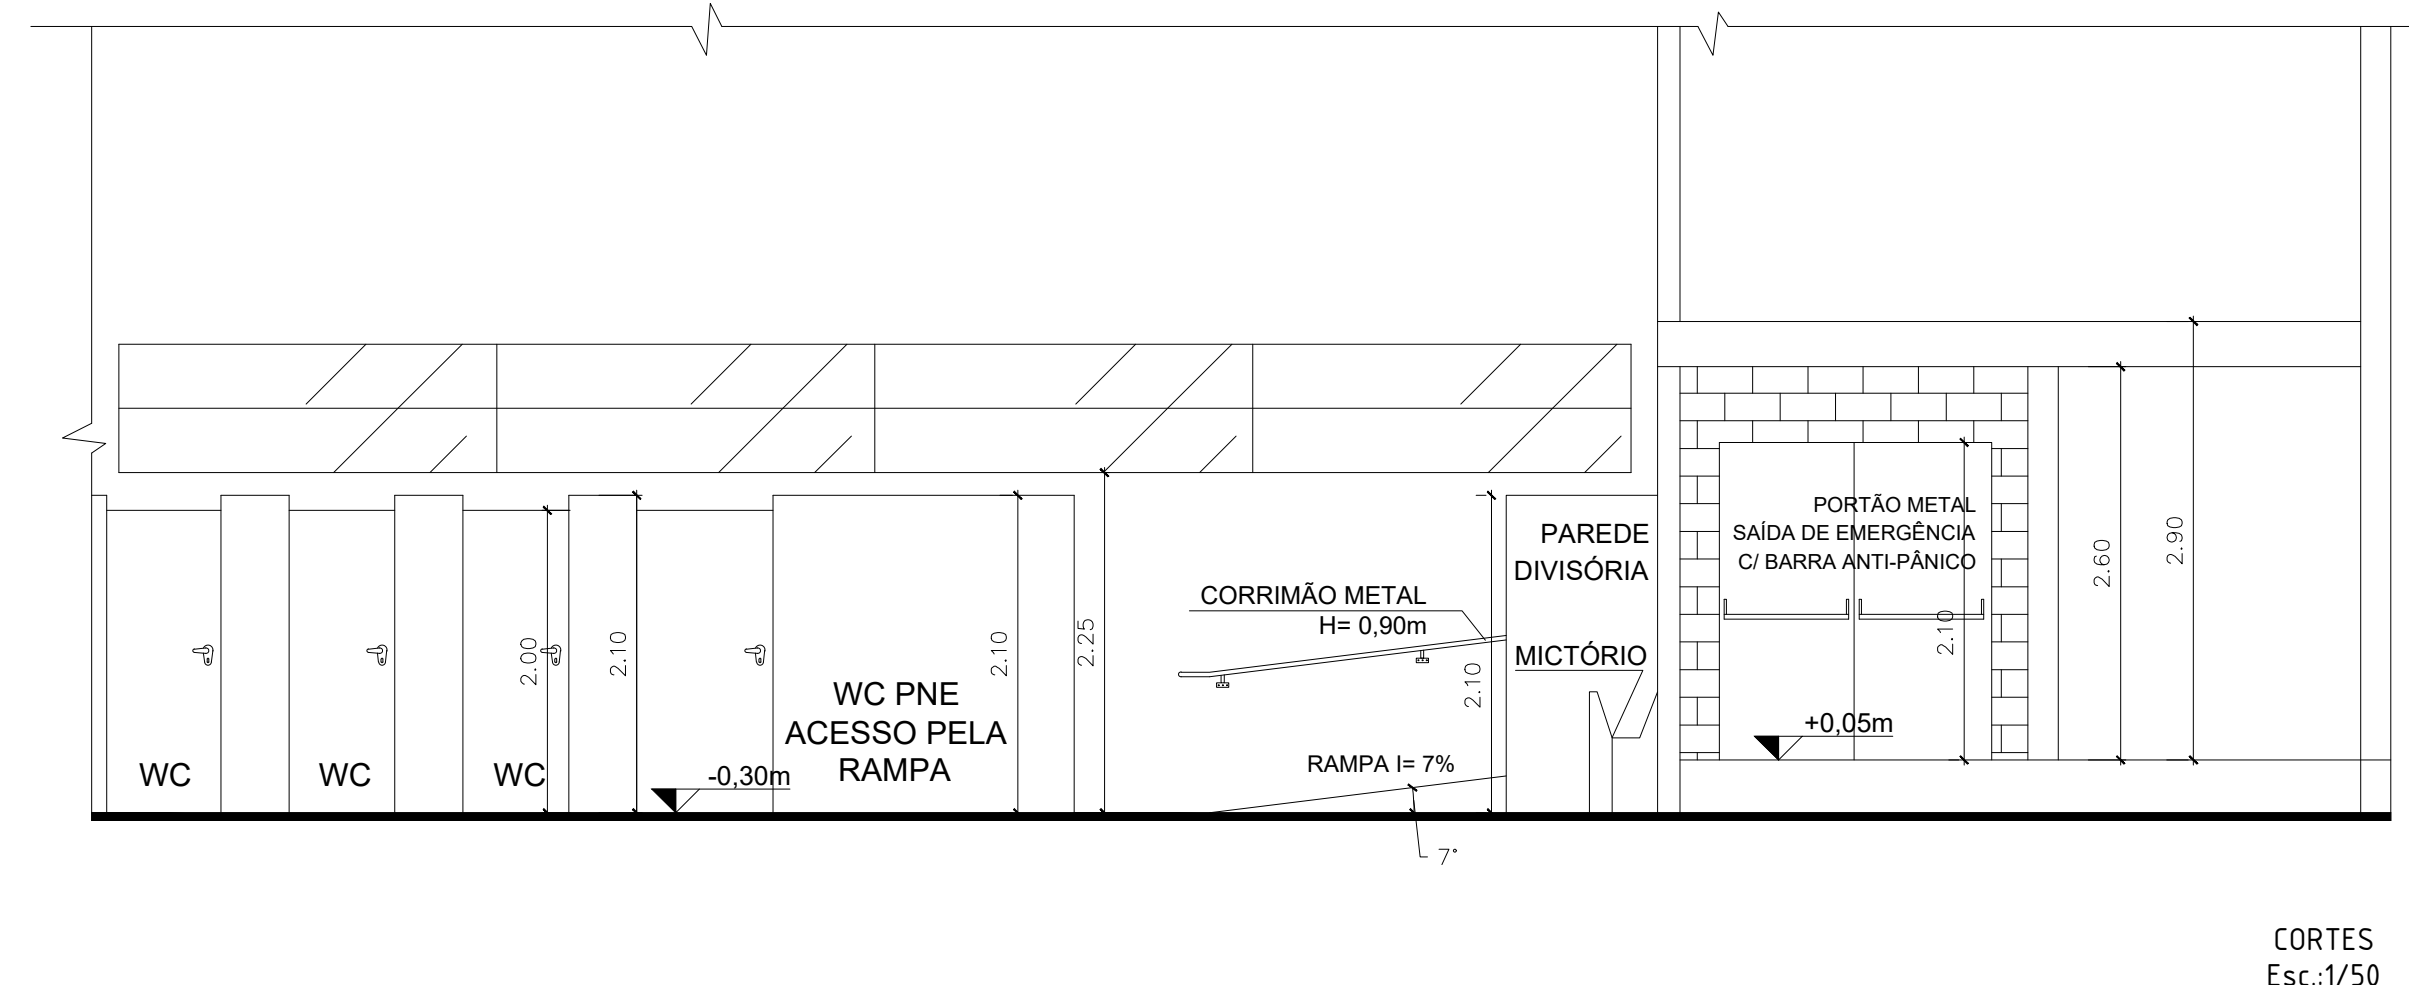 WC
WC
WC
2.00
2.10
-0,30m
WC PNE
ACESSO PELA
RAMPA
2.10
2.25
CORRIMÃO METAL
H= 0,90m
RAMPA I= 7%
7°
2.10
PAREDE
DIVISÓRIA
MICTÓRIO
PORTÃO METAL
SAÍDA DE EMERGÊNCIA
C/ BARRA ANTI-PÂNICO
2.10
+0,05m
2.60
2.90
CORTES
Esc.:1/50